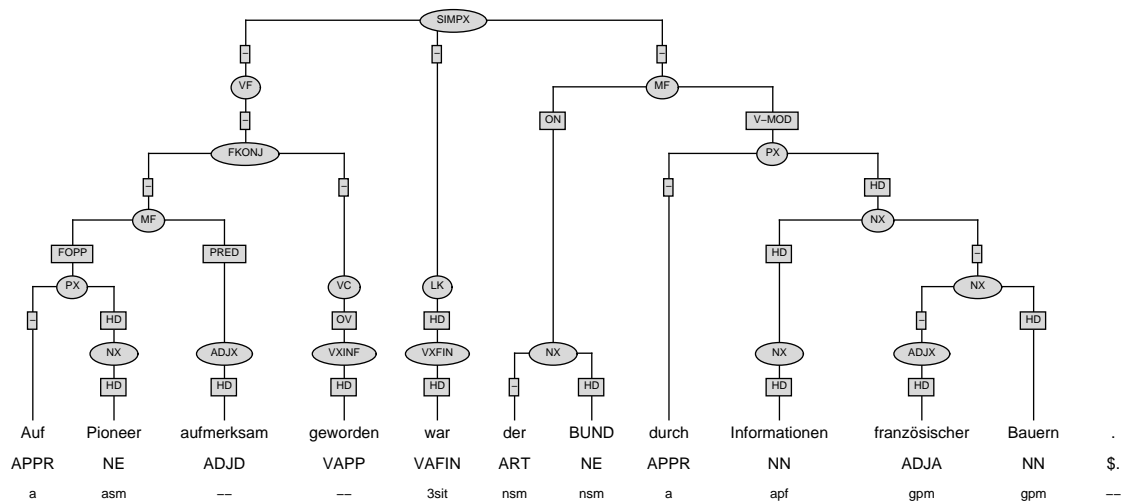 SIMPX
– – –
VF MF
– ON V–MOD
FKONJ PX
– – – HD
MF NX
FOPP PRED HD –
PX VC LK NX
– HD OV HD – HD
NX ADJX VXINF VXFIN NX NX ADJX
HD HD HD HD – HD HD HD
Auf Pioneer aufmerksam geworden war der BUND durch Informationen französischer Bauern .
APPR NE ADJD VAPP VAFIN ART NE APPR NN ADJA NN $.
a asm –– –– 3sit nsm nsm a apf gpm gpm ––